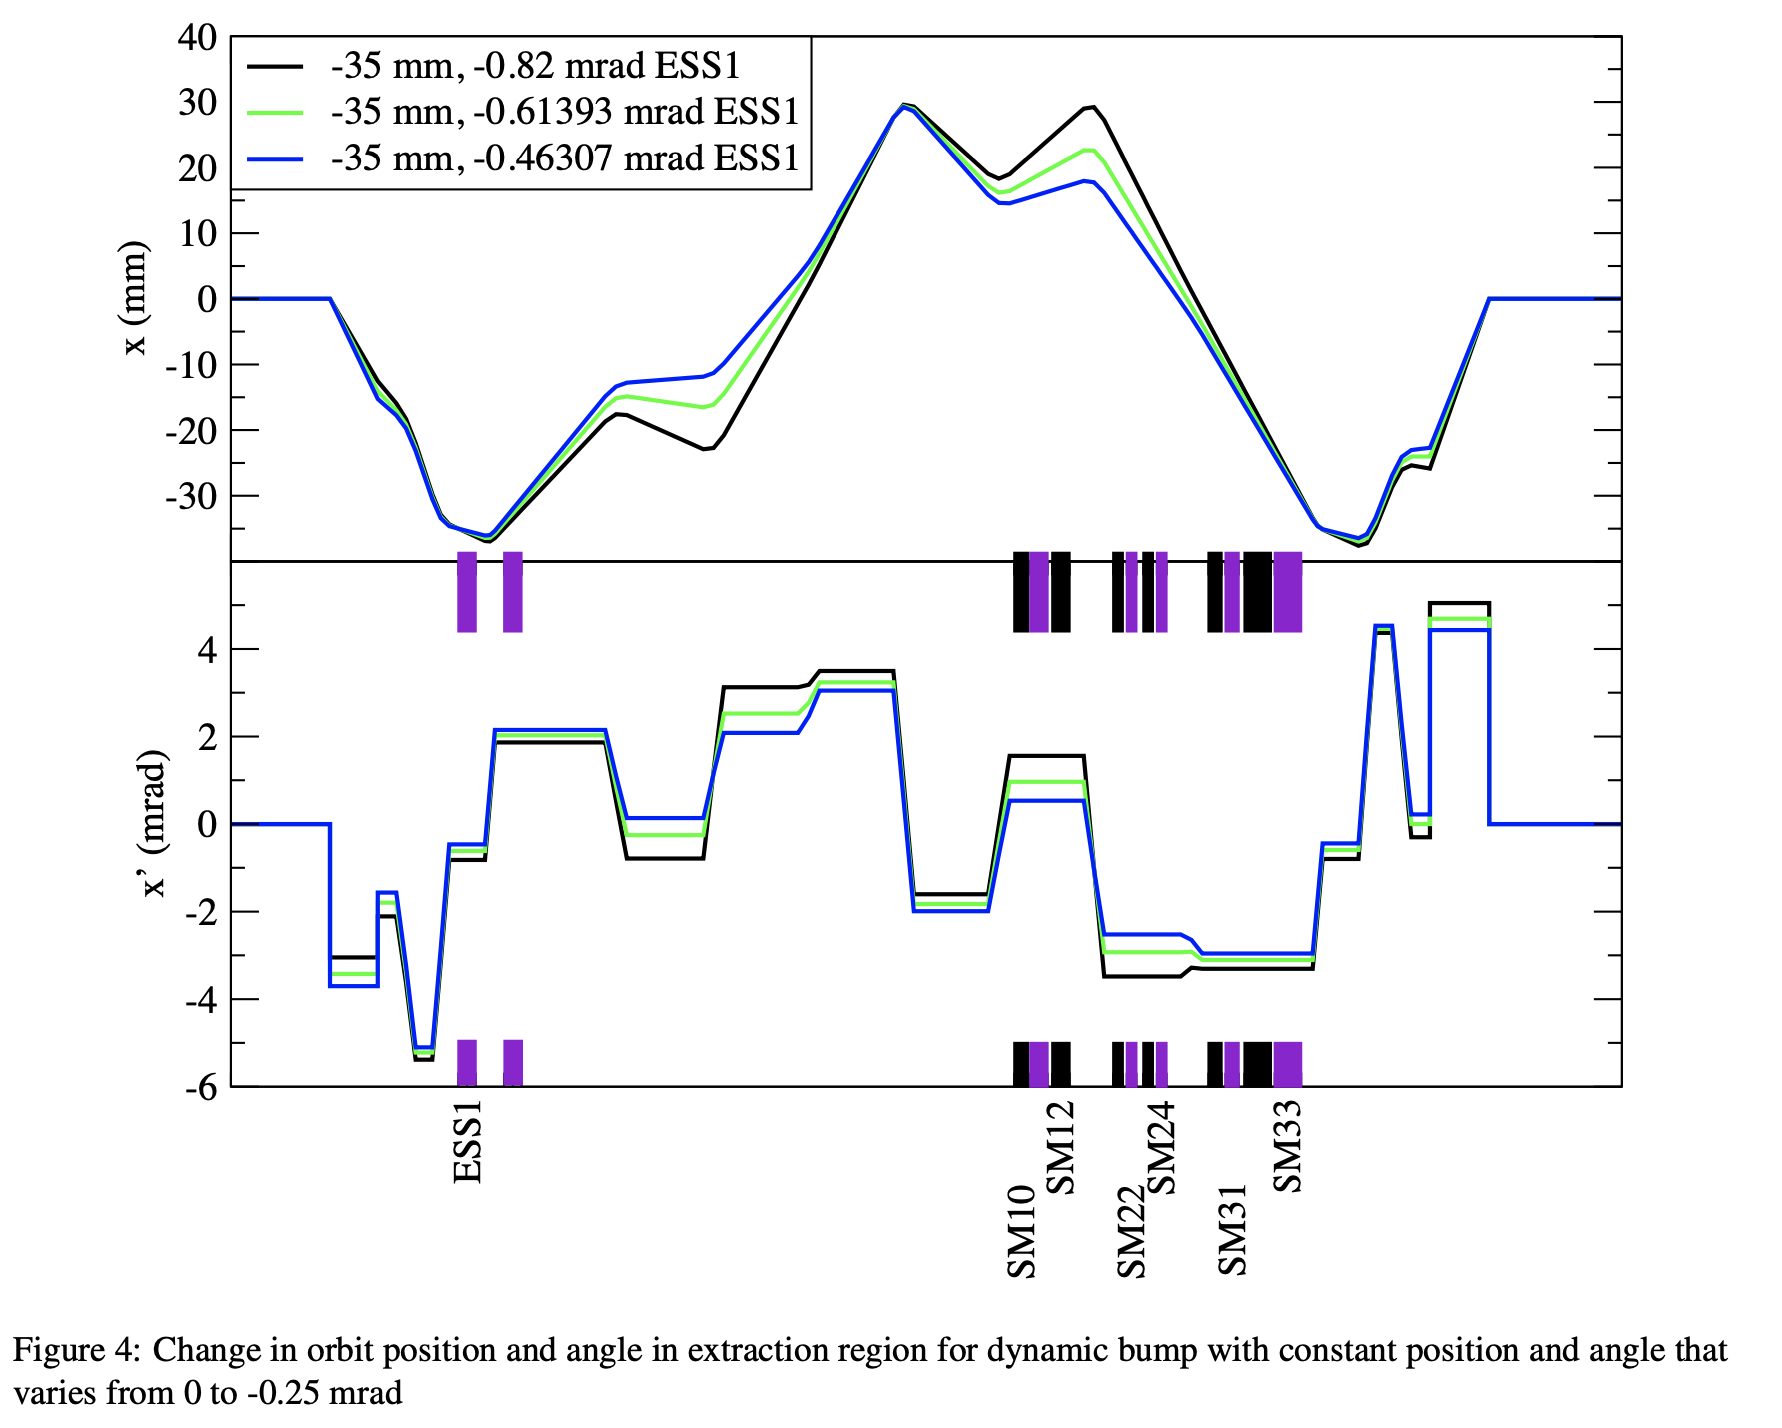 40
30
20
10
0
-10
-20
-30
x (mm)
-35 mm, -0.82 mrad ESS1
-35 mm, -0.61393 mrad ESS1
-35 mm, -0.46307 mrad ESS1
4
2
0
-2
-4
-6
x’ (mrad)
ESS1
SM10
SM12
SM22
SM24
SM31
SM33
Figure 4: Change in orbit position and angle in extraction region for dynamic bump with constant position and angle that
varies from 0 to -0.25 mrad